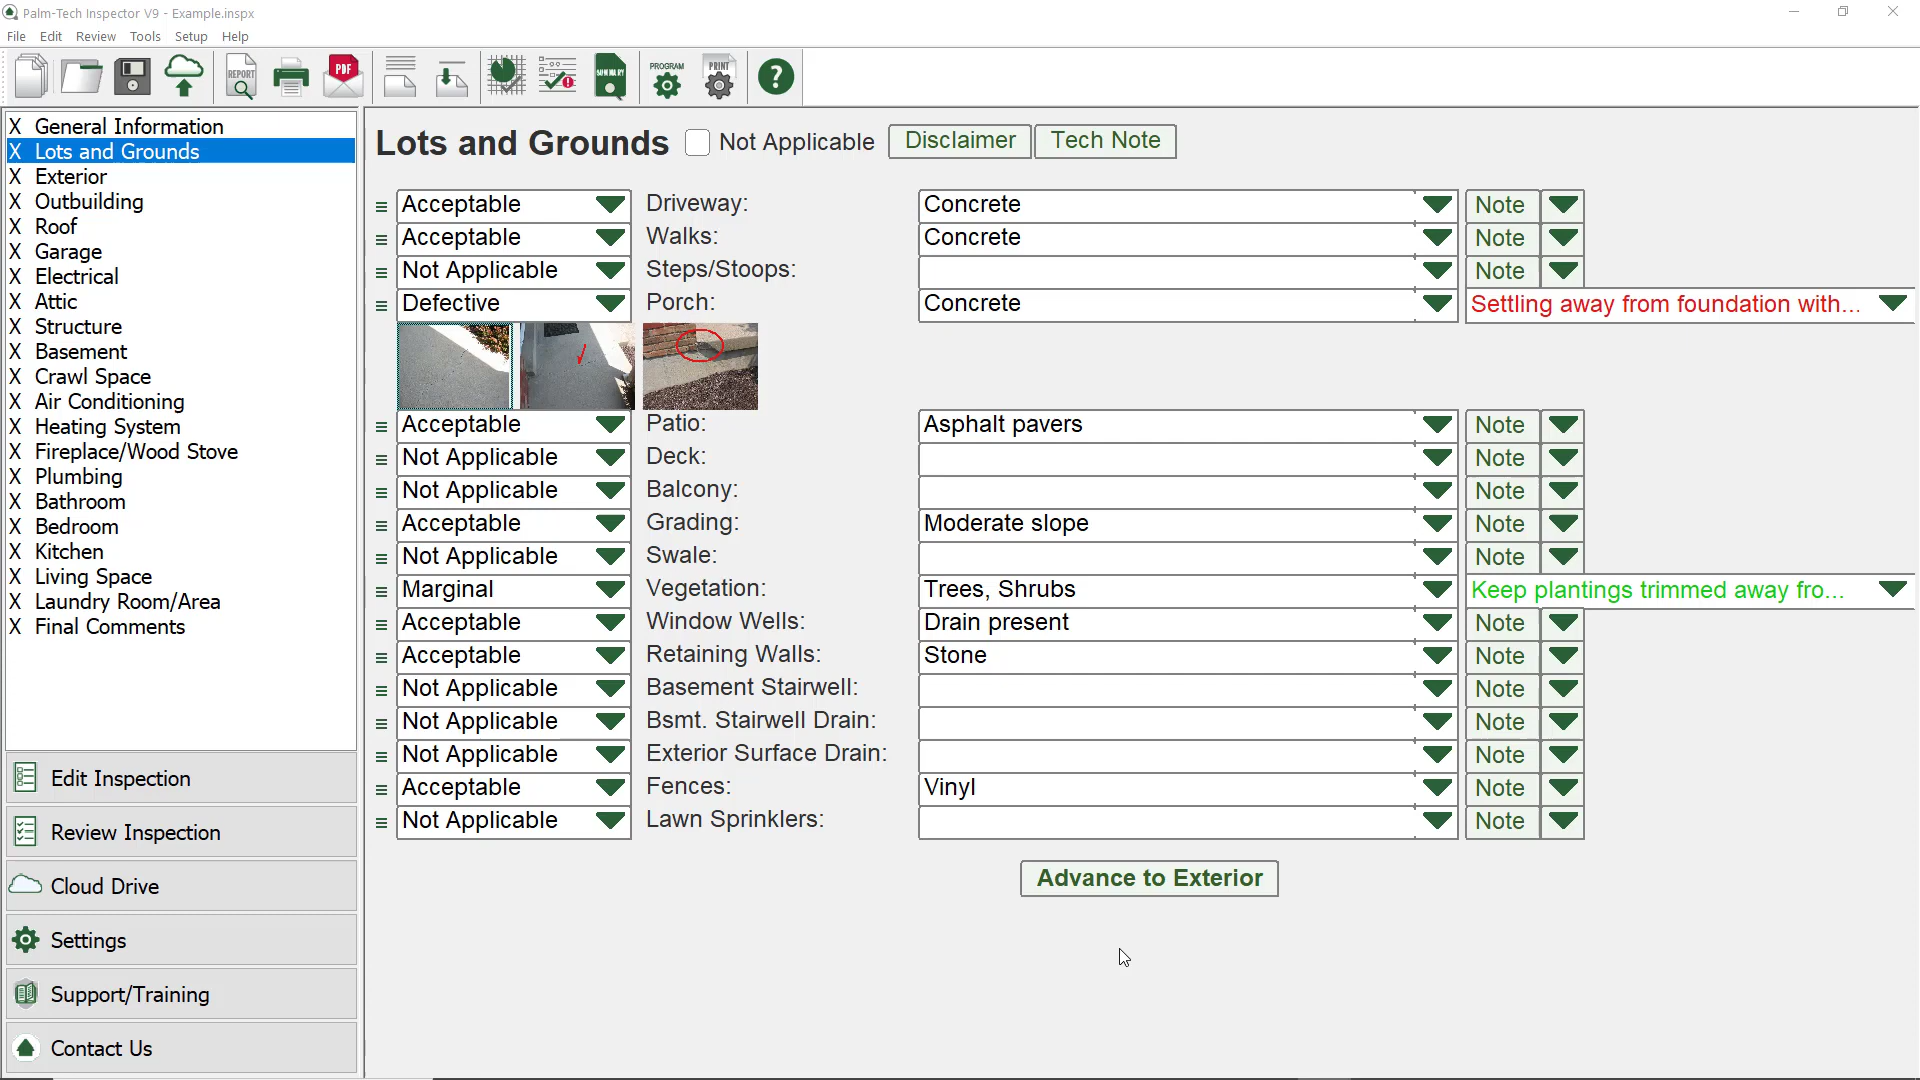 Palm-Tech Inspector V9 - Example.inspx
File Edit Review Tools Setup Help
REPORT PDF SUMMARY PROGRAM PRINT ?
X General Information
X Lots and Grounds
X Exterior
X Outbuilding
X Roof
X Garage
X Electrical
X Attic
X Structure
X Basement
X Crawl Space
X Air Conditioning
X Heating System
X Fireplace/Wood Stove
X Plumbing
X Bathroom
X Bedroom
X Kitchen
X Living Space
X Laundry Room/Area
X Final Comments
Edit Inspection
Review Inspection
Cloud Drive
Settings
Support/Training
Contact Us
Lots and Grounds Not Applicable Disclaimer Tech Note
Acceptable Driveway: Concrete Note
Acceptable Walks: Concrete Note
Not Applicable Steps/Stoops: Note
Defective Porch: Concrete Settling away from foundation with...
Acceptable Patio: Asphalt pavers Note
Not Applicable Deck: Note
Not Applicable Balcony: Note
Acceptable Grading: Moderate slope Note
Not Applicable Swale: Note
Marginal Vegetation: Trees, Shrubs Keep plantings trimmed away fro...
Acceptable Window Wells: Drain present Note
Acceptable Retaining Walls: Stone Note
Not Applicable Basement Stairwell: Note
Not Applicable Bsmt. Stairwell Drain: Note
Not Applicable Exterior Surface Drain: Note
Acceptable Fences: Vinyl Note
Not Applicable Lawn Sprinklers: Note
Advance to Exterior